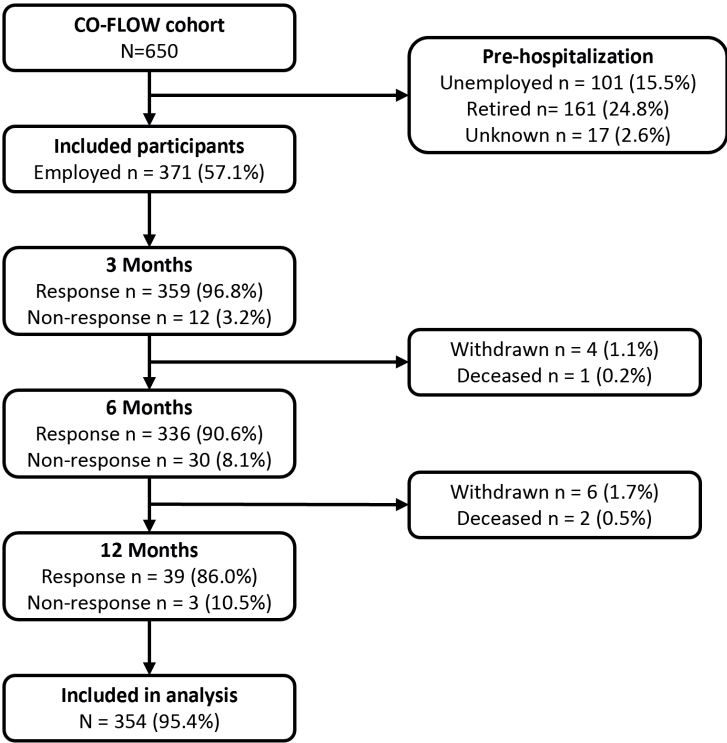 CO-FLOW cohort
N=650
Pre-hospitalization
Unemployed n = 101 (15.5%)
Retired n= 161 (24.8%)
Unknown n = 17 (2.6%)
Included participants
Employed n = 371 (57.1%)
3 Months
Response n = 359 (96.8%)
Non-response n = 12 (3.2%)
Withdrawn n = 4 (1.1%)
Deceased n = 1 (0.2%)
6 Months
Response n = 336 (90.6%)
Non-response n = 30 (8.1%)
Withdrawn n = 6 (1.7%)
Deceased n = 2 (0.5%)
12 Months
Response n = 39 (86.0%)
Non-response n = 3 (10.5%)
Included in analysis
N = 354 (95.4%)